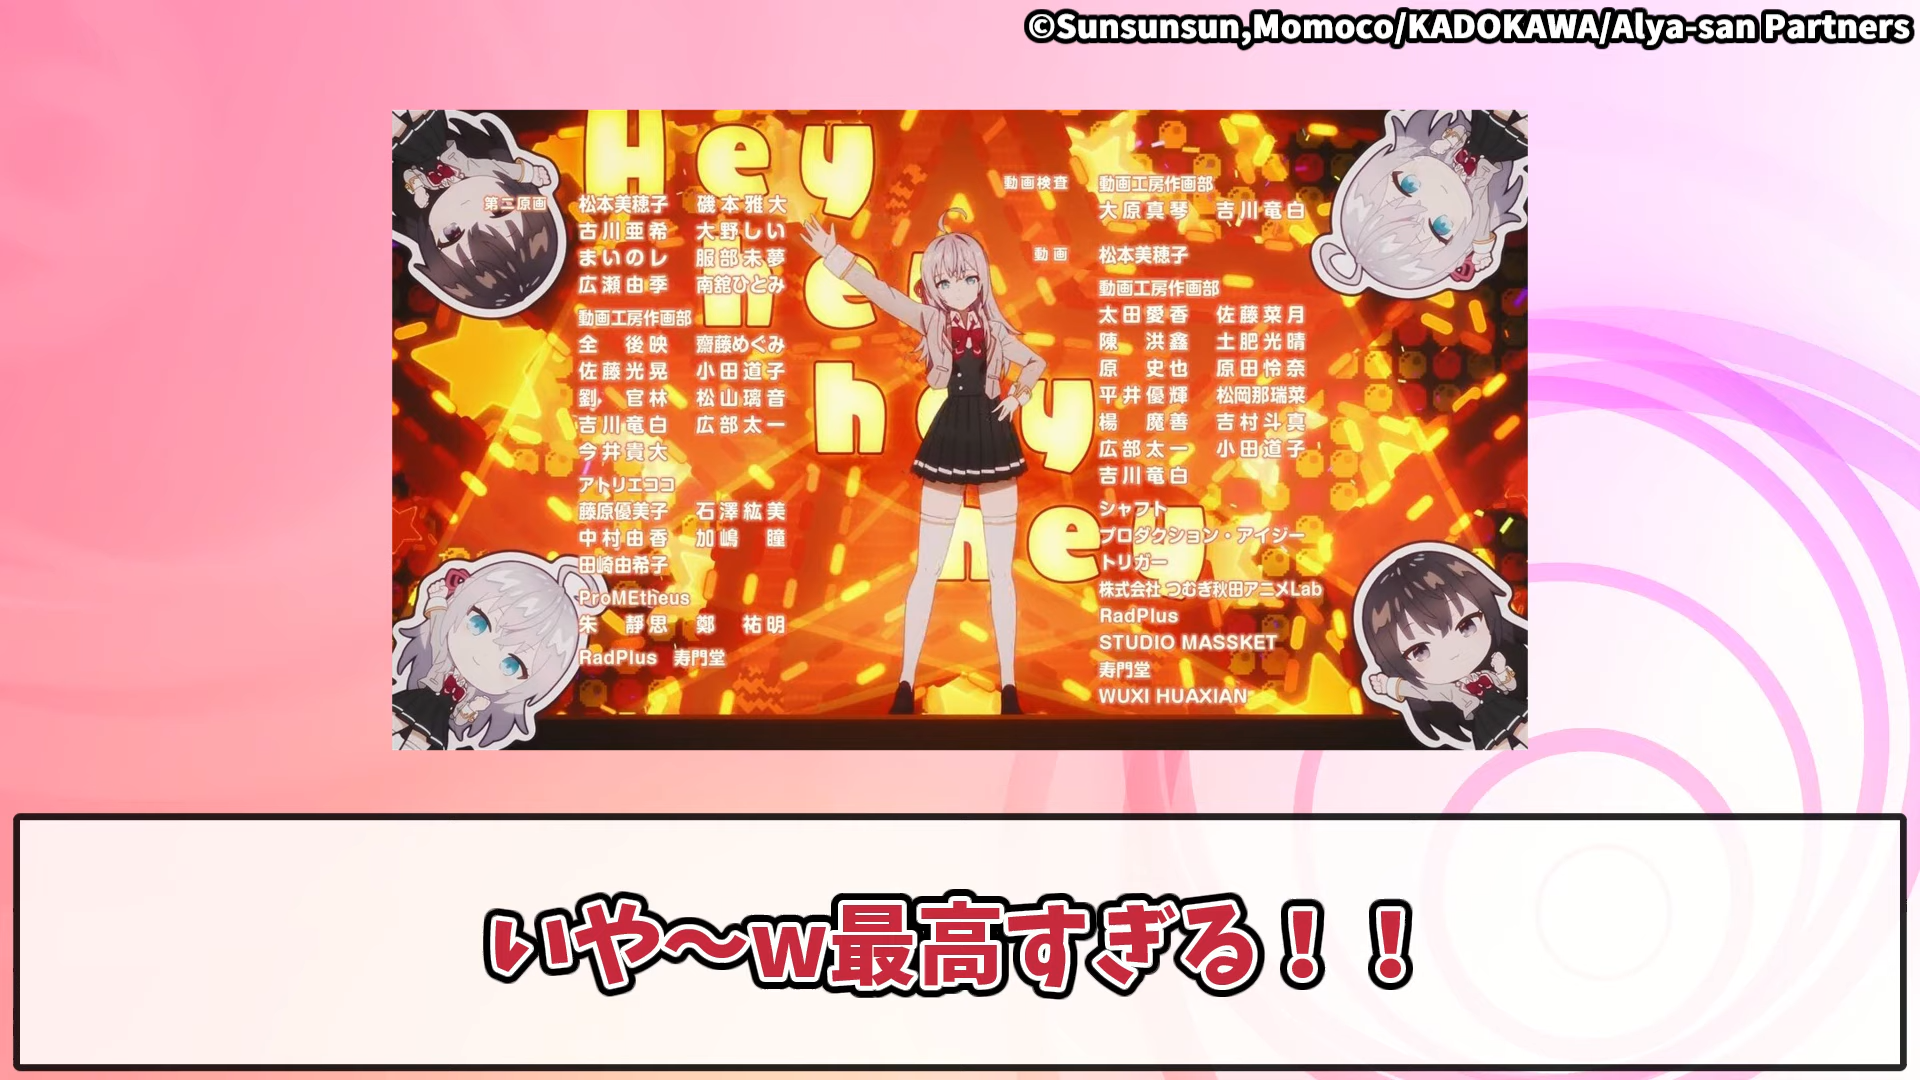 ©Sunsunsun,Momoco/KADOKAWA/Alya-san Partners
Hey
hey
hey
hey
第二原画
松本美穂子 磯本雅大
古川亜希 大野しい
まいのレ 服部未夢
広瀬由季 南舘ひとみ
動画工房作画部
全 後映 齋藤めぐみ
佐藤光晃 小田道子
劉 官林 松山璃音
吉川竜白 広部太一
今井貴大
アトリエココ
藤原優美子 石澤紘美
中村由香 加嶋 瞳
田崎由希子
ProMEtheus
朱 靜思 鄭 祐明
RadPlus 寿門堂
動画検査 動画工房作画部
大原真琴 吉川竜白
動画 松本美穂子
動画工房作画部
太田愛香 佐藤菜月
陳 洪鑫 土肥光晴
原 史也 原田怜奈
平井優輝 松岡那瑞菜
楊 魔善 吉村斗真
広部太一 小田道子
吉川竜白
シャフト
プロダクション・アイジー
トリガー
株式会社 つむぎ秋田アニメLab
RadPlus
STUDIO MASSKET
寿門堂
WUXI HUAXIAN
いや～w最高すぎる！！